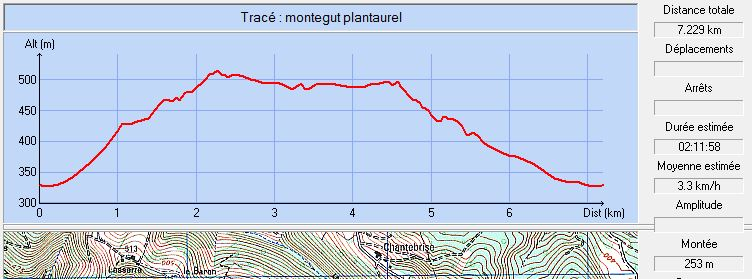 Tracé : montegut plantaurel
Alt (m)
500
450
400
350
300
0
1
2
3
4
5
6
Dist (km)
Distance totale
7.229 km
Déplacements
Arrêts
Durée estimée
02:11:58
Moyenne estimée
3.3 km/h
Amplitude
Montée
253 m
Chantebrise
513
Lasserre
le Baron